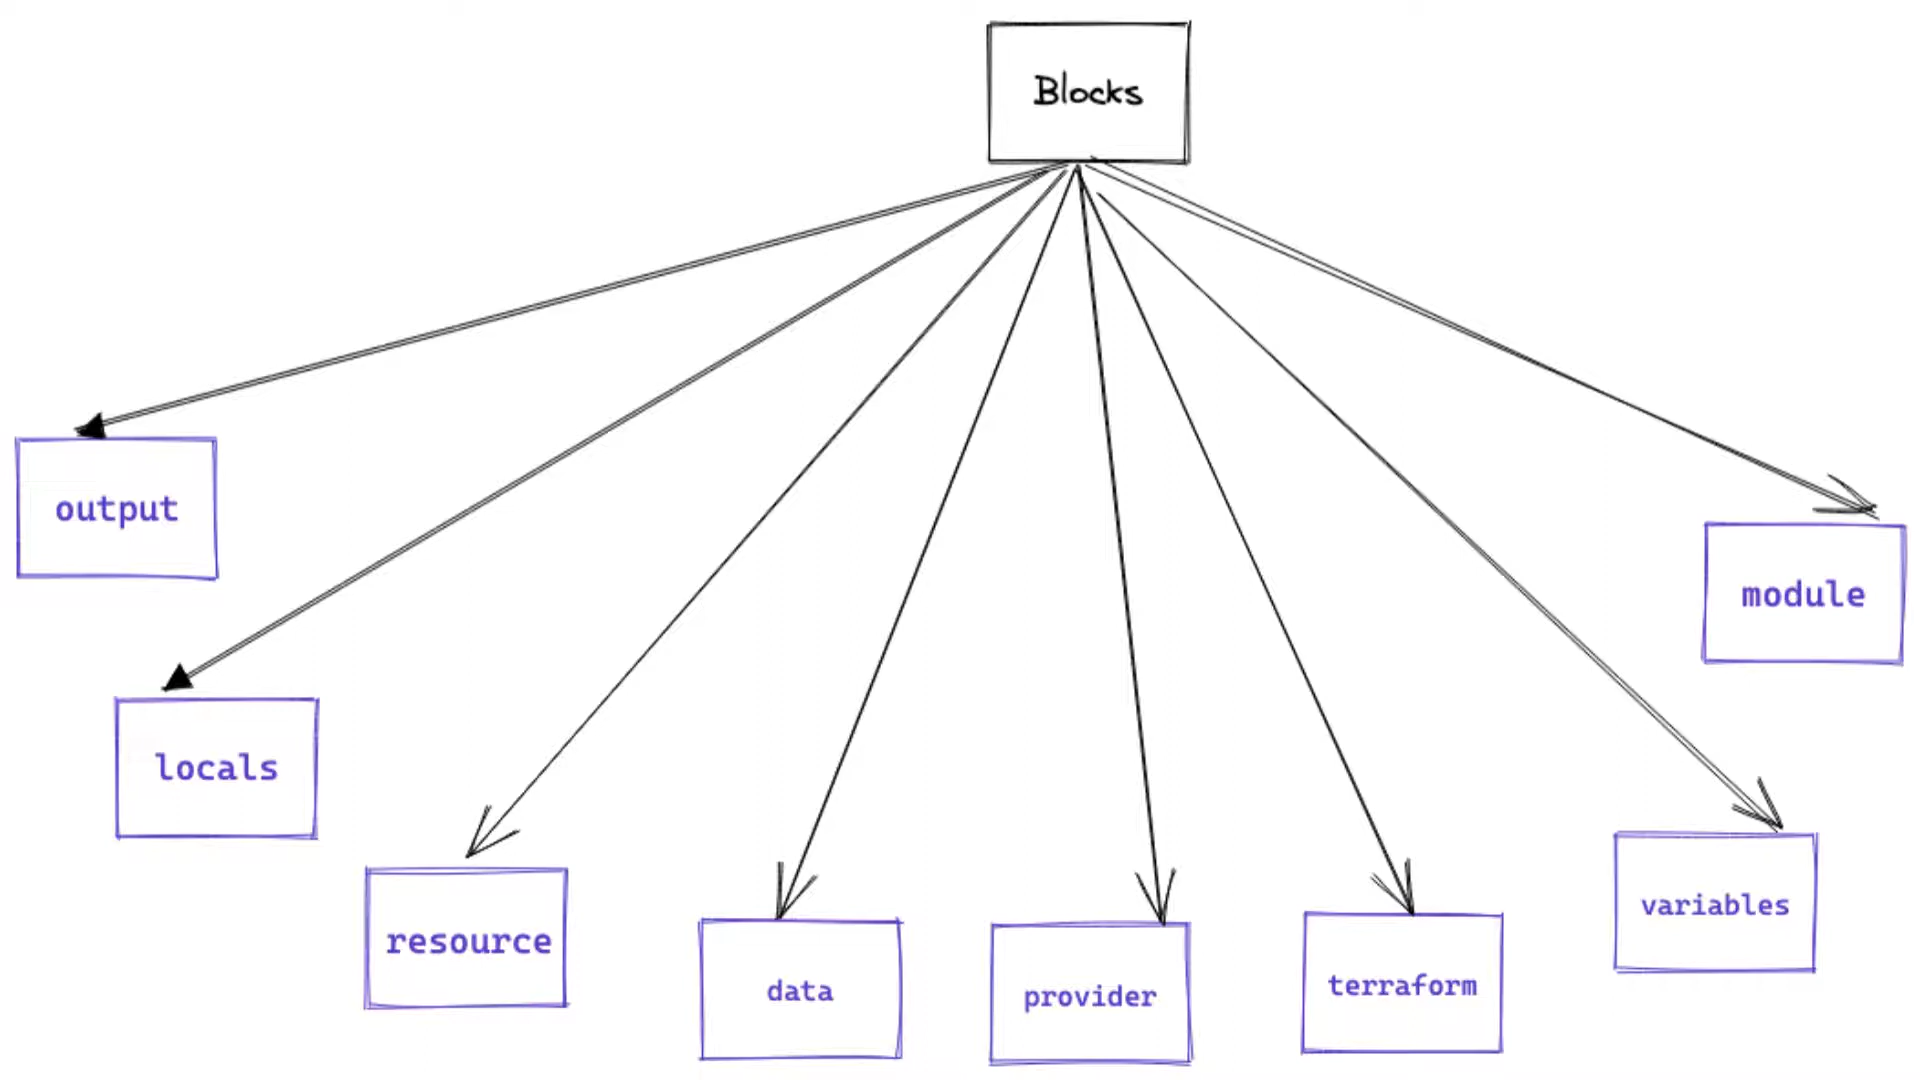 Blocks
output
locals
resource
data
provider
terraform
variables
module